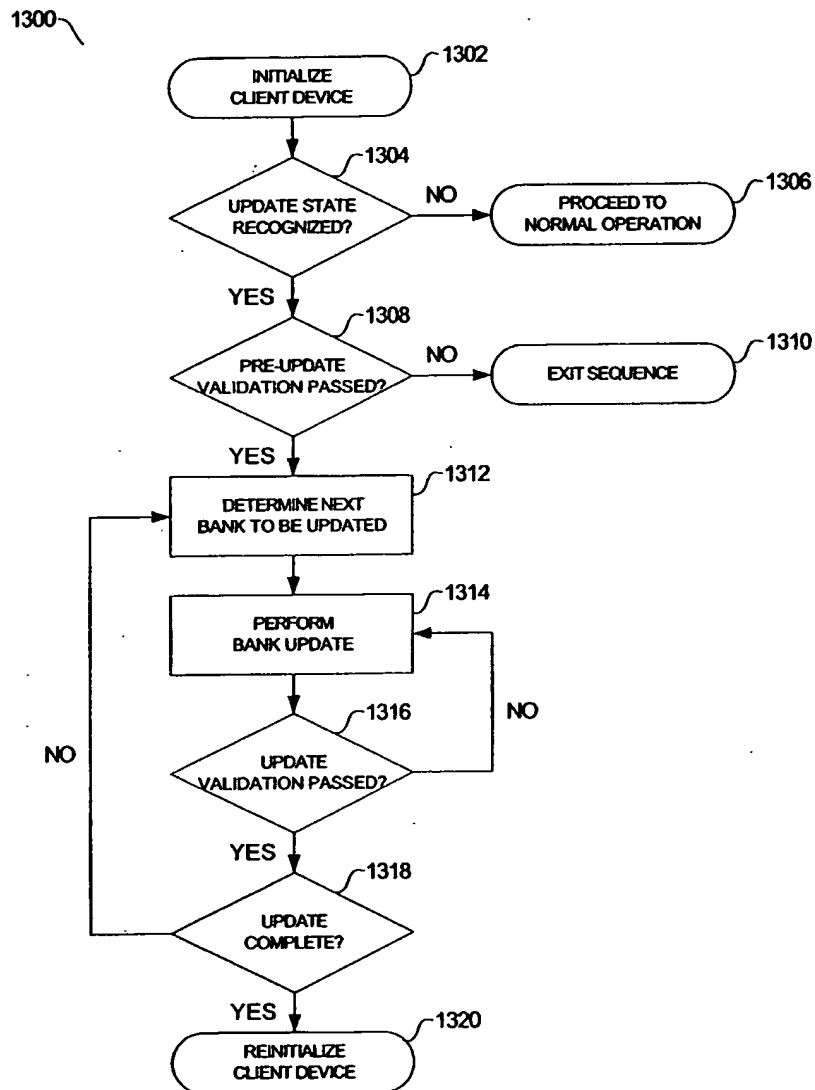 1300
INITIALIZE
CLIENT DEVICE
1302
UPDATE STATE
RECOGNIZED?
1304
NO
PROCEED TO
NORMAL OPERATION
1306
YES
PRE-UPDATE
VALIDATION PASSED?
1308
NO
EXIT SEQUENCE
1310
YES
DETERMINE NEXT
BANK TO BE UPDATED
1312
PERFORM
BANK UPDATE
1314
UPDATE
VALIDATION PASSED?
1316
NO
NO
YES
UPDATE
COMPLETE?
1318
YES
REINITIALIZE
CLIENT DEVICE
1320